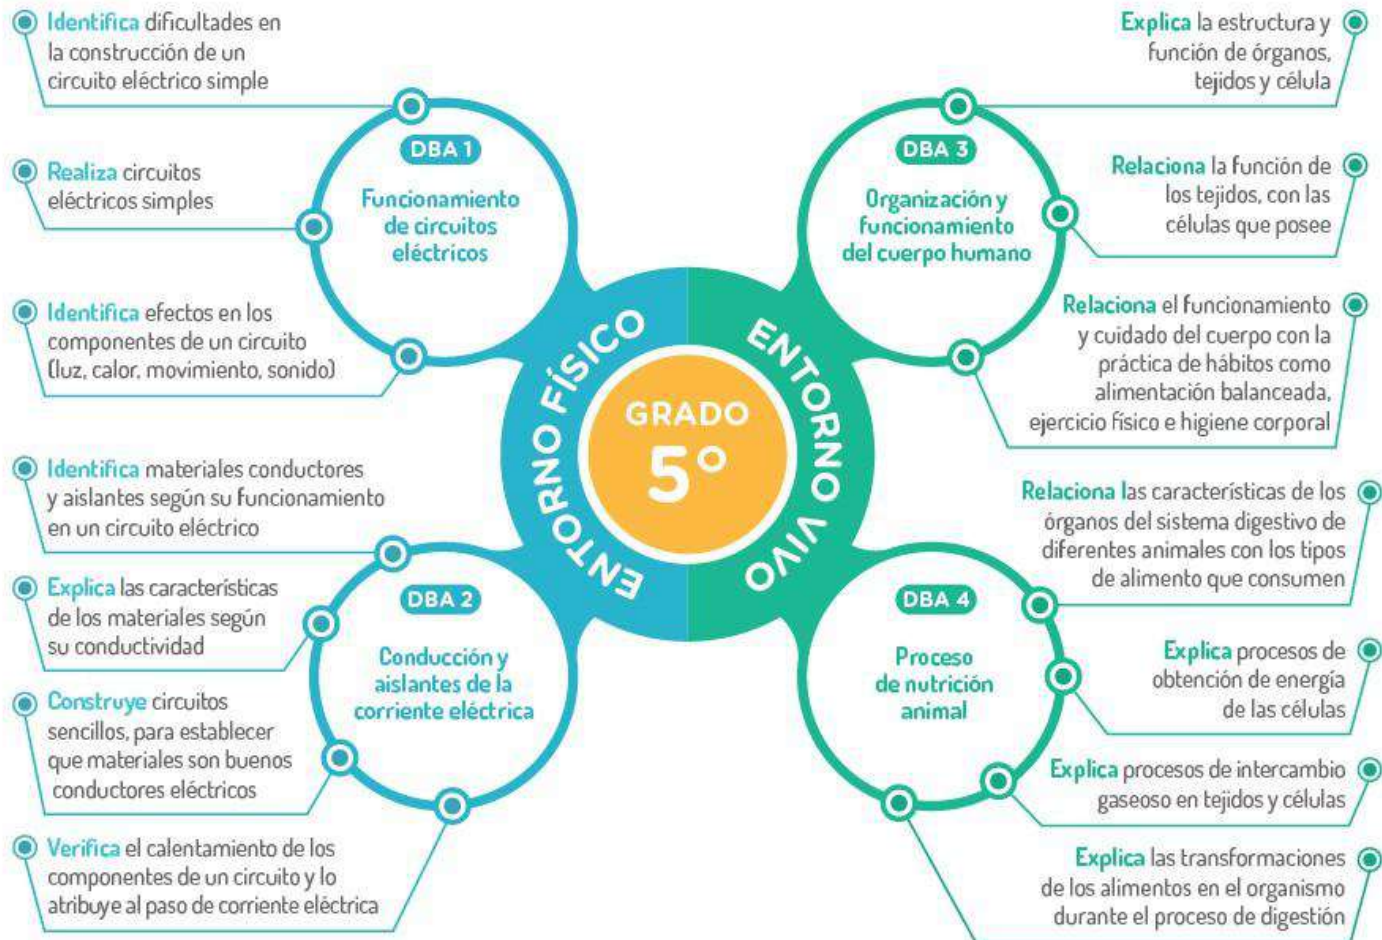 Identifica dificultades en
la construcción de un
circuito eléctrico simple
Realiza circuitos
eléctricos simples
Identifica efectos en los
componentes de un circuito
(luz, calor, movimiento, sonido)
DBA 1
Funcionamiento
de circuitos
eléctricos
Identifica materiales conductores
y aislantes según su funcionamiento
en un circuito eléctrico
Explica las características
de los materiales según
su conductividad
Construye circuitos
sencillos, para establecer
que materiales son buenos
conductores eléctricos
Verifica el calentamiento de los
componentes de un circuito y lo
atribuye al paso de corriente eléctrica
DBA 2
Conducción y
aislantes de la
corriente eléctrica
ENTORNO FÍSICO
GRADO
5°
ENTORNO VIVO
DBA 3
Organización y
funcionamiento
del cuerpo humano
Explica la estructura y
función de órganos,
tejidos y célula
Relaciona la función de
los tejidos, con las
células que posee
Relaciona el funcionamiento
y cuidado del cuerpo con la
práctica de hábitos como
alimentación balanceada,
ejercicio físico e higiene corporal
DBA 4
Proceso
de nutrición
animal
Relaciona las características de los
órganos del sistema digestivo de
diferentes animales con los tipos
de alimento que consumen
Explica procesos de
obtención de energía
de las células
Explica procesos de intercambio
gaseoso en tejidos y células
Explica las transformaciones
de los alimentos en el organismo
durante el proceso de digestión